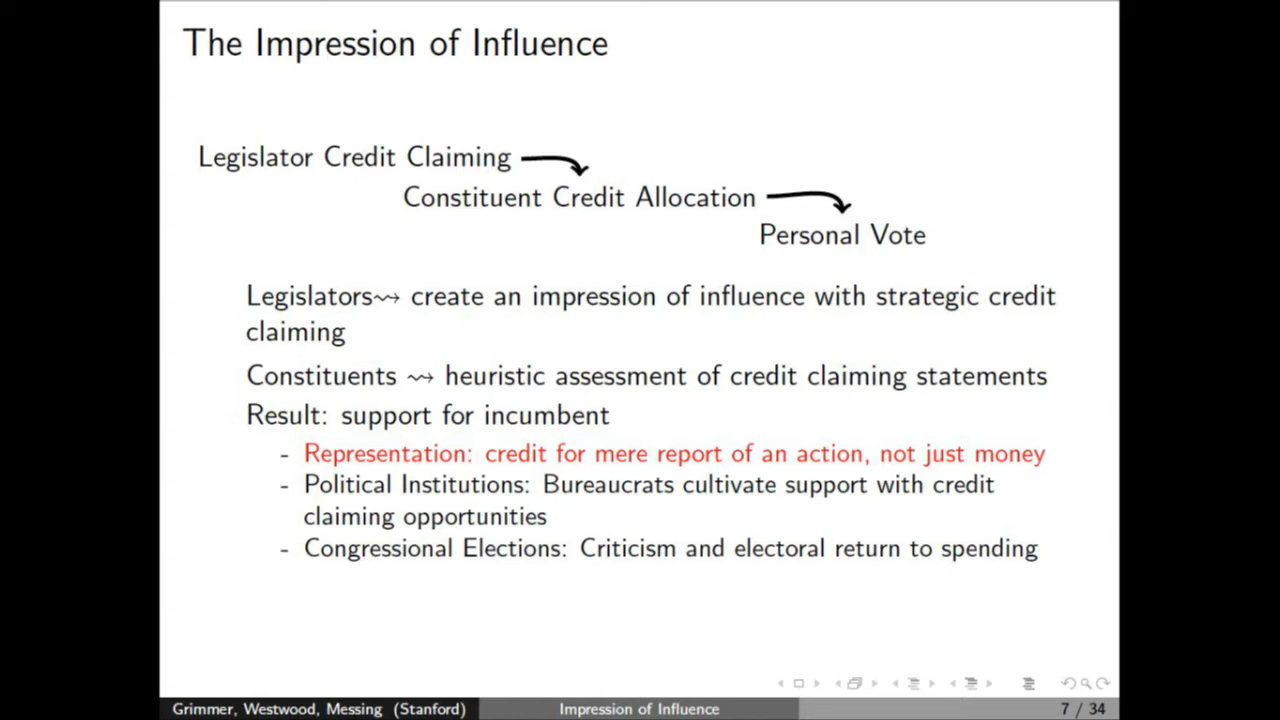 The Impression of Influence
Legislator Credit Claiming
Constituent Credit Allocation
Personal Vote
Legislators⇝ create an impression of influence with strategic credit
claiming
Constituents ⇝ heuristic assessment of credit claiming statements
Result: support for incumbent
- Representation: credit for mere report of an action, not just money
- Political Institutions: Bureaucrats cultivate support with credit
claiming opportunities
- Congressional Elections: Criticism and electoral return to spending
Grimmer, Westwood, Messing (Stanford) Impression of Influence 7 / 34